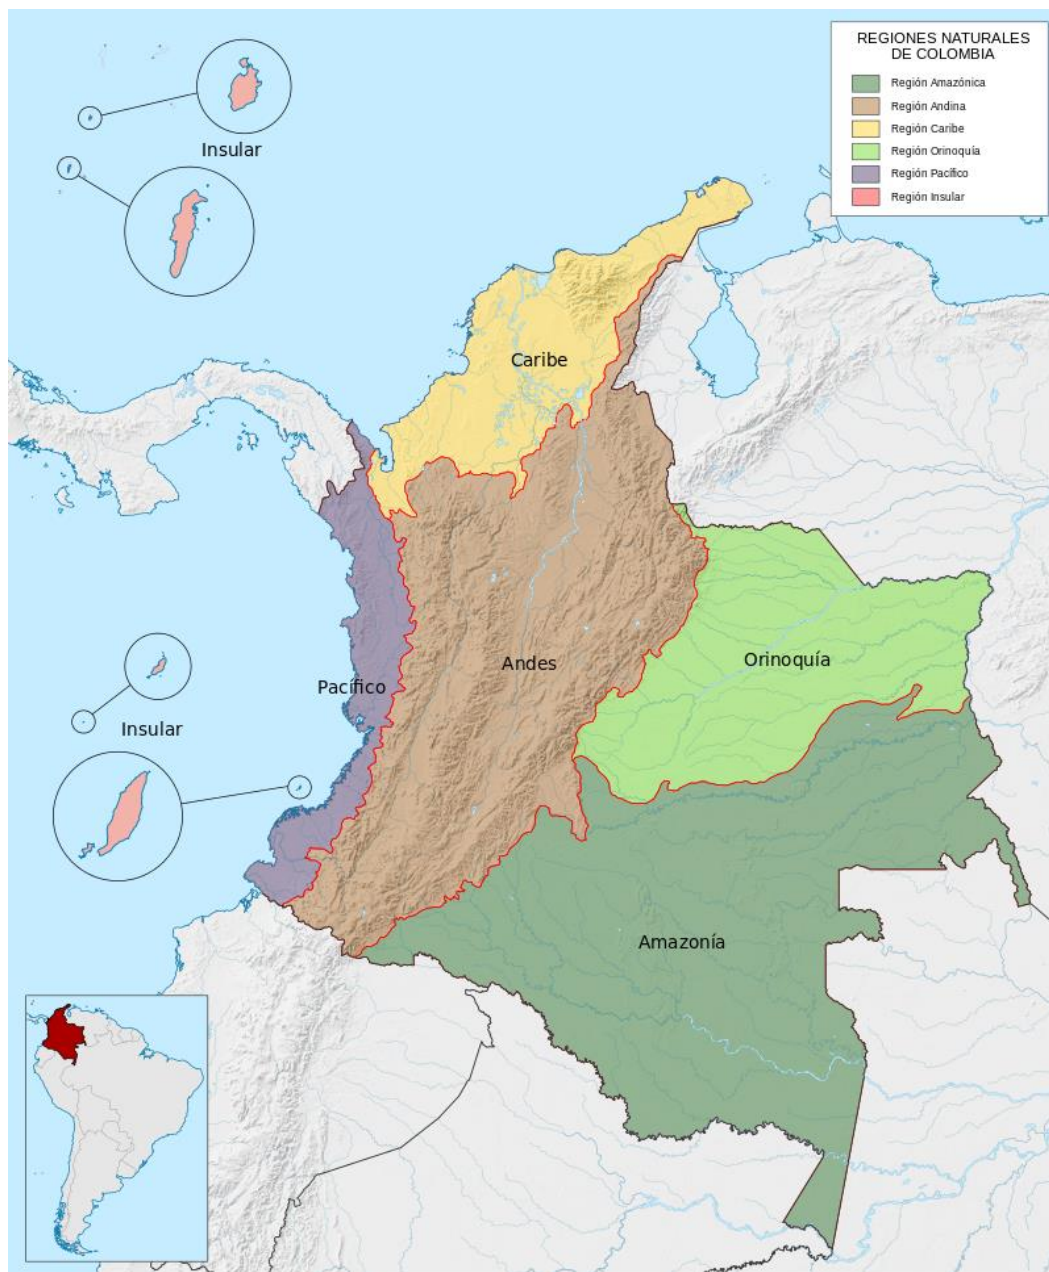 REGIONES NATURALES
DE COLOMBIA
Región Amazónica
Región Andina
Región Caribe
Región Orinoquía
Región Pacífico
Región Insular
Insular
Caribe
Andes
Orinoquía
Pacífico
Insular
Amazonía